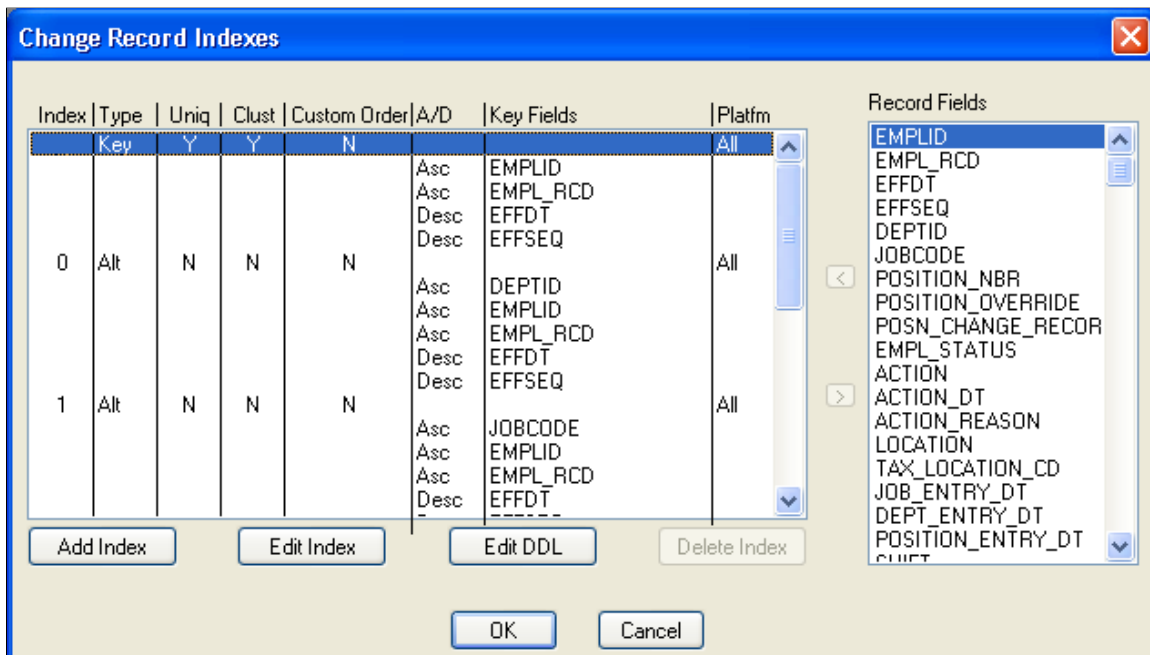 Change Record Indexes
Index Type Uniq Clust Custom Order A/D Key Fields Platfm
Key Y Y N All
Asc EMPLID
Asc EMPL_RCD
Desc EFFDT
Desc EFFSEQ
0 Alt N N N All
Asc DEPTID
Asc EMPLID
Asc EMPL_RCD
Desc EFFDT
Desc EFFSEQ
1 Alt N N N All
Asc JOBCODE
Asc EMPLID
Asc EMPL_RCD
Desc EFFDT
Record Fields
EMPLID
EMPL_RCD
EFFDT
EFFSEQ
DEPTID
JOBCODE
POSITION_NBR
POSITION_OVERRIDE
POSN_CHANGE_RECOR
EMPL_STATUS
ACTION
ACTION_DT
ACTION_REASON
LOCATION
TAX_LOCATION_CD
JOB_ENTRY_DT
DEPT_ENTRY_DT
POSITION_ENTRY_DT
<
>
Add Index Edit Index Edit DDL Delete Index
OK Cancel